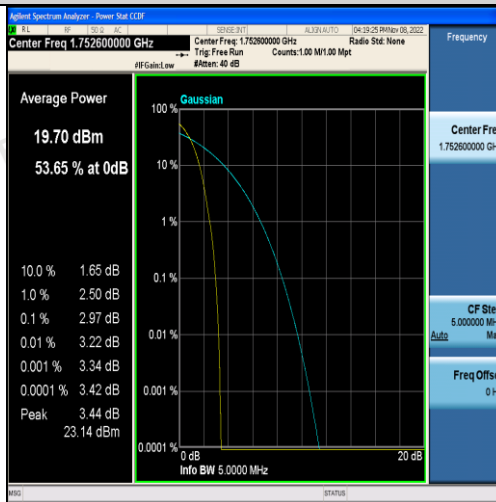 Agilent Spectrum Analyzer - Power Stat CCDF
RL RF 50 Ω AC SENSE:INT ALIGN AUTO 04:19:25 PM Nov 08, 2022
Center Freq 1.752600000 GHz
Center Freq: 1.752600000 GHz Radio Std: None
Trig: Free Run Counts:1.00 M/1.00 Mpt
#IFGain:Low #Atten: 40 dB
Frequency
Average Power
19.70 dBm
53.65 % at 0dB
10.0 % 1.65 dB
1.0 % 2.50 dB
0.1 % 2.97 dB
0.01 % 3.22 dB
0.001 % 3.34 dB
0.0001 % 3.42 dB
Peak 3.44 dB
23.14 dBm
Gaussian
100 %
10 %
1 %
0.1 %
0.01 %
0.001 %
0.0001 %
0 dB 20 dB
Info BW 5.0000 MHz
Center Fre
1.752600000 GH
CF Ste
5.000000 MH
Auto Ma
Freq Offs
0 H
MSG STATUS